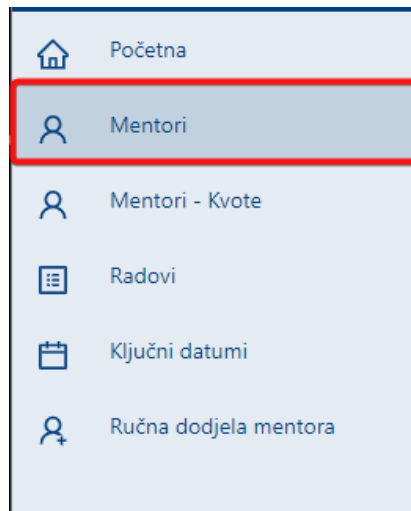 Početna
Mentori
Mentori - Kvote
Radovi
Ključni datumi
Ručna dodjela mentora